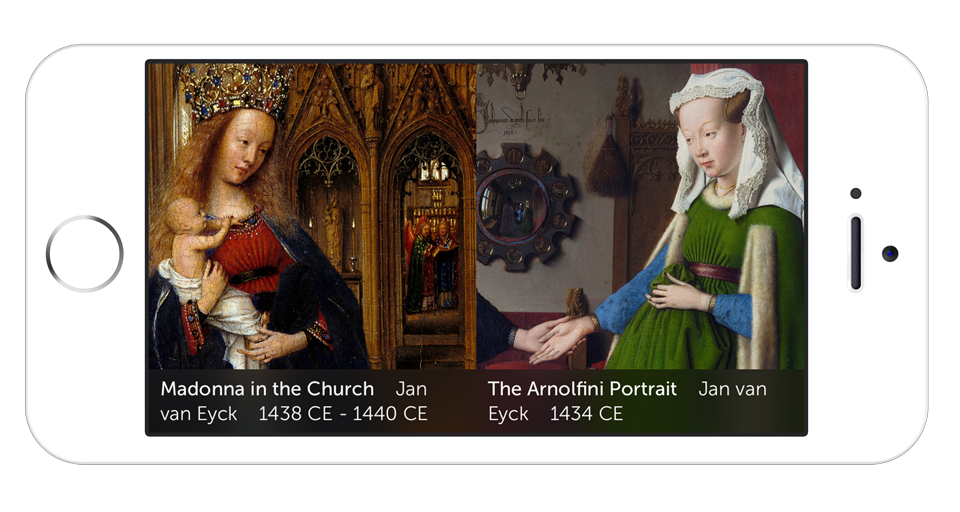 Madonna in the Church Jan
van Eyck 1438 CE - 1440 CE
The Arnolfini Portrait Jan van
Eyck 1434 CE